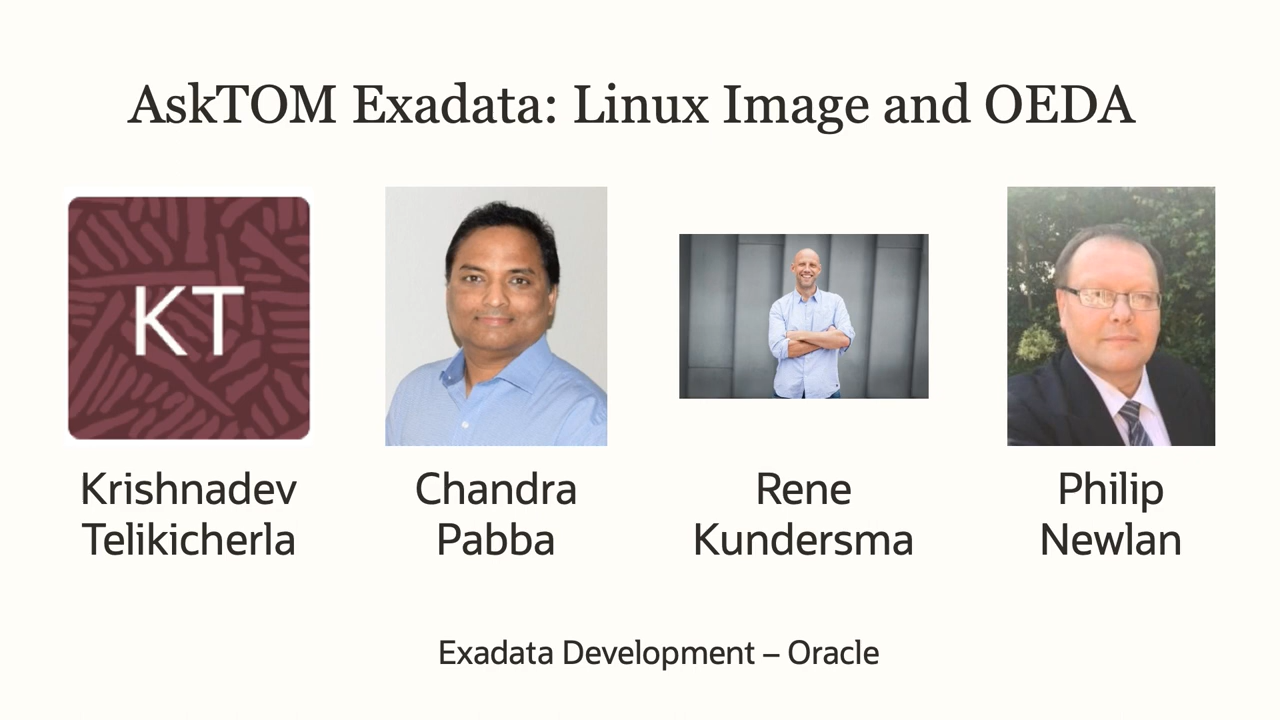 AskTOM Exadata: Linux Image and OEDA
KT
Krishnadev
Telikicherla
Chandra
Pabba
Rene
Kundersma
Philip
Newlan
Exadata Development – Oracle